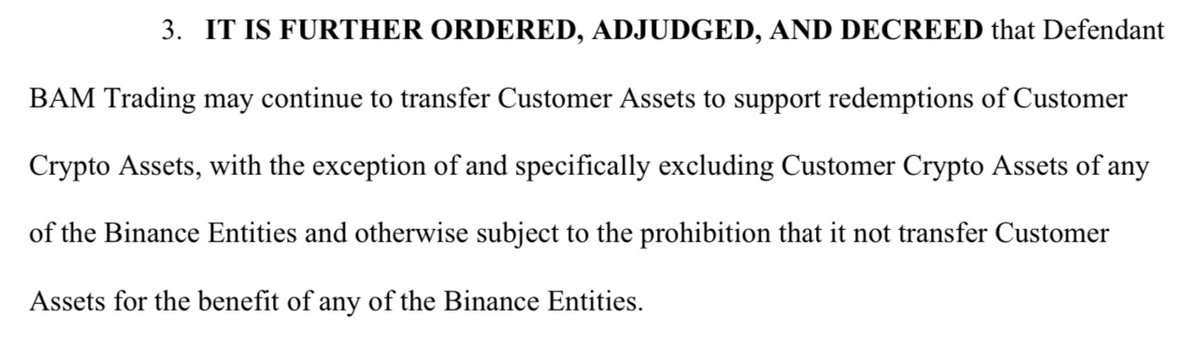 3. IT IS FURTHER ORDERED, ADJUDGED, AND DECREED that Defendant
BAM Trading may continue to transfer Customer Assets to support redemptions of Customer
Crypto Assets, with the exception of and specifically excluding Customer Crypto Assets of any
of the Binance Entities and otherwise subject to the prohibition that it not transfer Customer
Assets for the benefit of any of the Binance Entities.